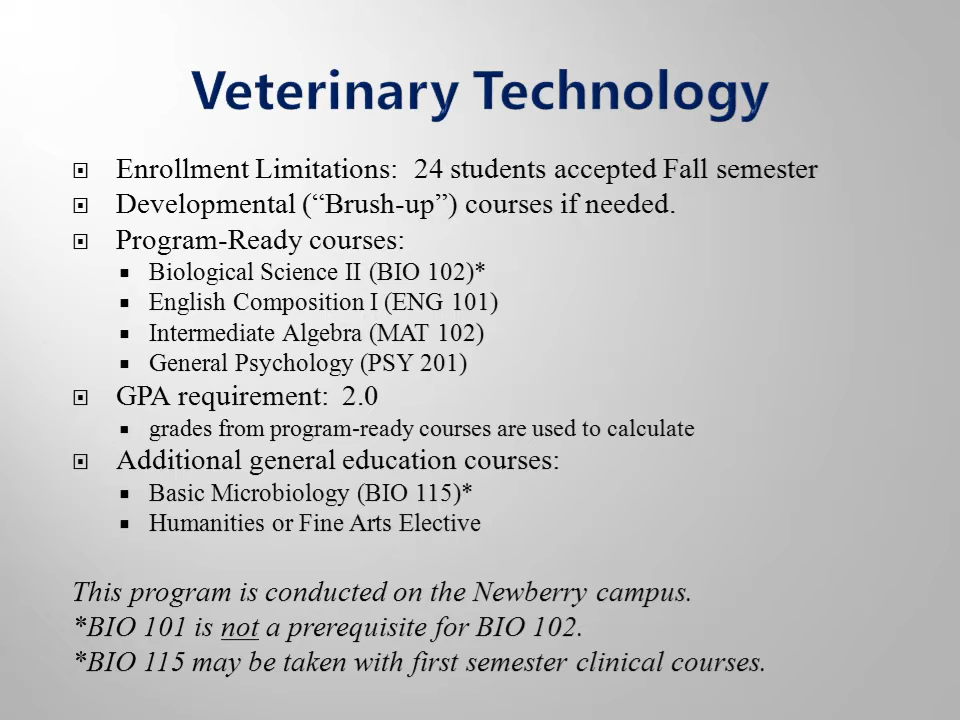 Veterinary Technology
Enrollment Limitations: 24 students accepted Fall semester
Developmental (“Brush-up”) courses if needed.
Program-Ready courses:
Biological Science II (BIO 102)*
English Composition I (ENG 101)
Intermediate Algebra (MAT 102)
General Psychology (PSY 201)
GPA requirement: 2.0
grades from program-ready courses are used to calculate
Additional general education courses:
Basic Microbiology (BIO 115)*
Humanities or Fine Arts Elective
This program is conducted on the Newberry campus.
*BIO 101 is not a prerequisite for BIO 102.
*BIO 115 may be taken with first semester clinical courses.